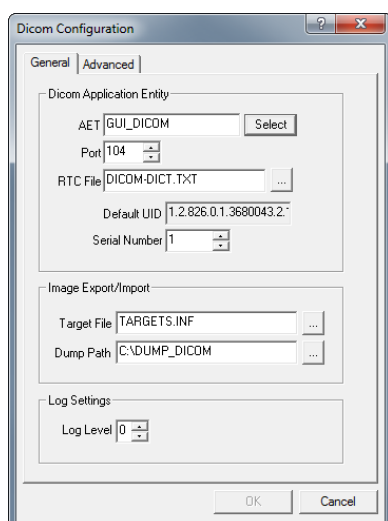 Dicom Configuration
General Advanced
Dicom Application Entity
AET GUI_DICOM Select
Port 104
RTC File DICOM-DICT.TXT ...
Default UID 1.2.826.0.1.3680043.2.
Serial Number 1
Image Export/Import
Target File TARGETS.INF ...
Dump Path C:\DUMP_DICOM ...
Log Settings
Log Level 0
OK Cancel